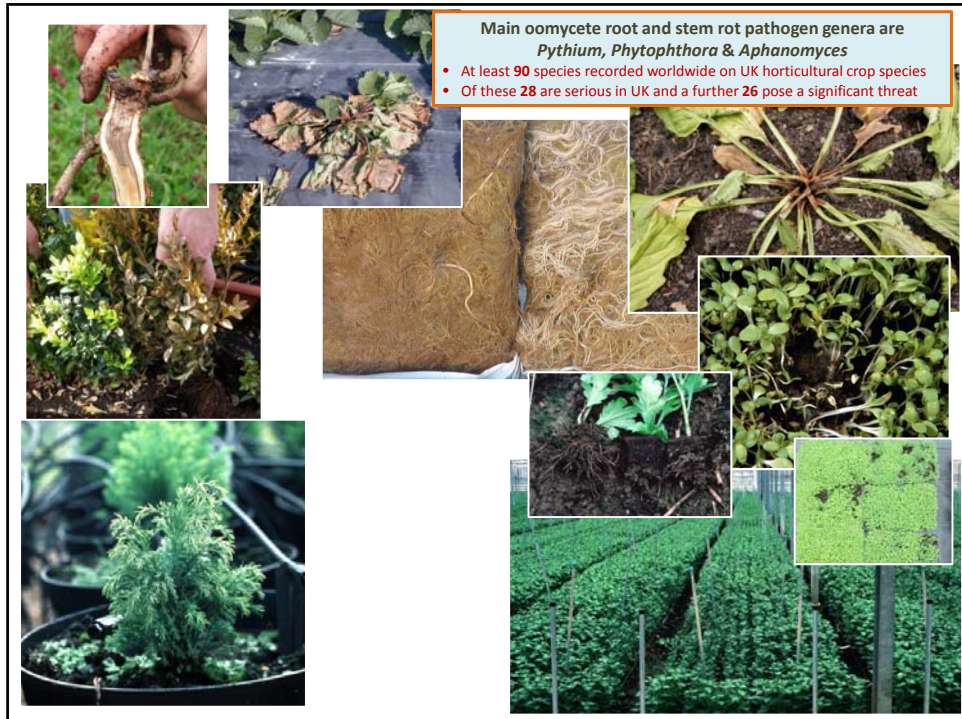 Main oomycete root and stem rot pathogen genera are
Pythium, Phytophthora & Aphanomyces
• At least 90 species recorded worldwide on UK horticultural crop species
• Of these 28 are serious in UK and a further 26 pose a significant threat